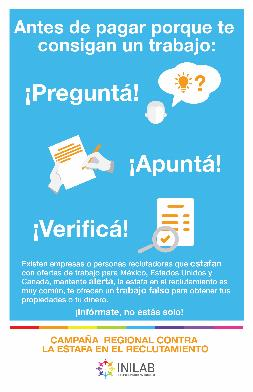 Antes de pagar porque te
consigan un trabajo:
¡Preguntá!
?
¡Apuntá!
¡Verificá!
Existen empresas o personas reclutadoras que estafan
con ofertas de trabajo para México, Estados Unidos y
Canadá, mantente alerta, la estafa en el reclutamiento es
muy común, te ofrecen un trabajo falso para obtener tus
propiedades o tu dinero.
¡Infórmate, no estás solo!
CAMPAÑA REGIONAL CONTRA
LA ESTAFA EN EL RECLUTAMIENTO
INILAB